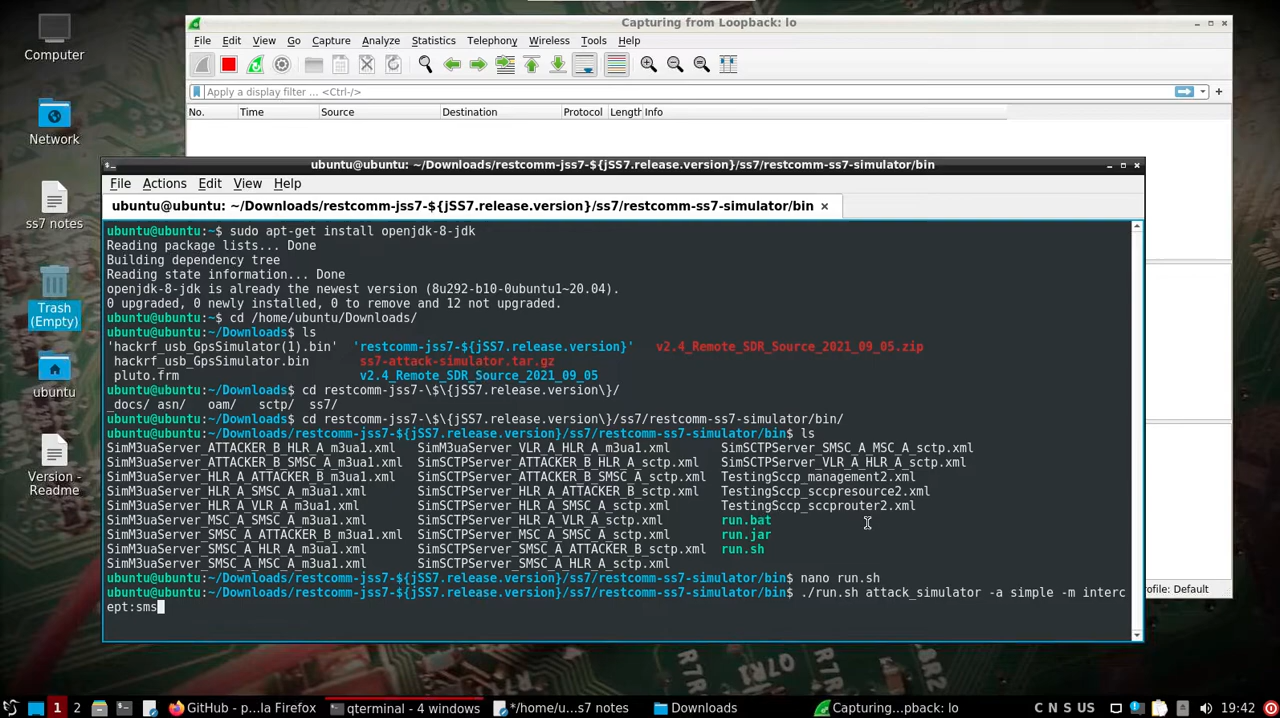 Computer
Network
ss7 notes
Trash
(Empty)
ubuntu
Version -
Readme
Capturing from Loopback: lo
File Edit View Go Capture Analyze Statistics Telephony Wireless Tools Help
Apply a display filter ... <Ctrl-/>
No. Time Source Destination Protocol Length Info
ubuntu@ubuntu: ~/Downloads/restcomm-jss7-${jSS7.release.version}/ss7/restcomm-ss7-simulator/bin
File Actions Edit View Help
ubuntu@ubuntu: ~/Downloads/restcomm-jss7-${jSS7.release.version}/ss7/restcomm-ss7-simulator/bin
ubuntu@ubuntu:~$ sudo apt-get install openjdk-8-jdk
Reading package lists... Done
Building dependency tree
Reading state information... Done
openjdk-8-jdk is already the newest version (8u292-b10-0ubuntu1~20.04).
0 upgraded, 0 newly installed, 0 to remove and 12 not upgraded.
ubuntu@ubuntu:~$ cd /home/ubuntu/Downloads/
ubuntu@ubuntu:~/Downloads$ ls
'hackrf_usb_GpsSimulator(1).bin' 'restcomm-jss7-${jSS7.release.version}' v2.4_Remote_SDR_Source_2021_09_05.zip
hackrf_usb_GpsSimulator.bin ss7-attack-simulator.tar.gz
pluto.frm v2.4_Remote_SDR_Source_2021_09_05
ubuntu@ubuntu:~/Downloads$ cd restcomm-jss7-\$\{jSS7.release.version\}/
_docs/ asn/ oam/ sctp/ ss7/
ubuntu@ubuntu:~/Downloads$ cd restcomm-jss7-\$\{jSS7.release.version\}/ss7/restcomm-ss7-simulator/bin/
ubuntu@ubuntu:~/Downloads/restcomm-jss7-${jSS7.release.version}/ss7/restcomm-ss7-simulator/bin$ ls
SimM3uaServer_ATTACKER_B_HLR_A_m3ua1.xml SimM3uaServer_VLR_A_HLR_A_m3ua1.xml SimSCTPServer_SMSC_A_MSC_A_sctp.xml
SimM3uaServer_ATTACKER_B_SMSC_A_m3ua1.xml SimSCTPServer_ATTACKER_B_HLR_A_sctp.xml SimSCTPServer_VLR_A_HLR_A_sctp.xml
SimM3uaServer_HLR_A_ATTACKER_B_m3ua1.xml SimSCTPServer_ATTACKER_B_SMSC_A_sctp.xml TestingSccp_management2.xml
SimM3uaServer_HLR_A_SMSC_A_m3ua1.xml SimSCTPServer_HLR_A_ATTACKER_B_sctp.xml TestingSccp_sccpresource2.xml
SimM3uaServer_HLR_A_VLR_A_m3ua1.xml SimSCTPServer_HLR_A_SMSC_A_sctp.xml TestingSccp_sccprouter2.xml
SimM3uaServer_MSC_A_SMSC_A_m3ua1.xml SimSCTPServer_HLR_A_VLR_A_sctp.xml run.bat
SimM3uaServer_SMSC_A_ATTACKER_B_m3ua1.xml SimSCTPServer_MSC_A_SMSC_A_sctp.xml run.jar
SimM3uaServer_SMSC_A_HLR_A_m3ua1.xml SimSCTPServer_SMSC_A_ATTACKER_B_sctp.xml run.sh
SimM3uaServer_SMSC_A_MSC_A_m3ua1.xml SimSCTPServer_SMSC_A_HLR_A_sctp.xml
ubuntu@ubuntu:~/Downloads/restcomm-jss7-${jSS7.release.version}/ss7/restcomm-ss7-simulator/bin$ nano run.sh
ubuntu@ubuntu:~/Downloads/restcomm-jss7-${jSS7.release.version}/ss7/restcomm-ss7-simulator/bin$ ./run.sh attack_simulator -a simple -m interc
ept:sms
ofile: Default
1 2 GitHub - p...la Firefox qterminal - 4 windows */home/u...s7 notes Downloads Capturing...pback: lo C N S US 19:42